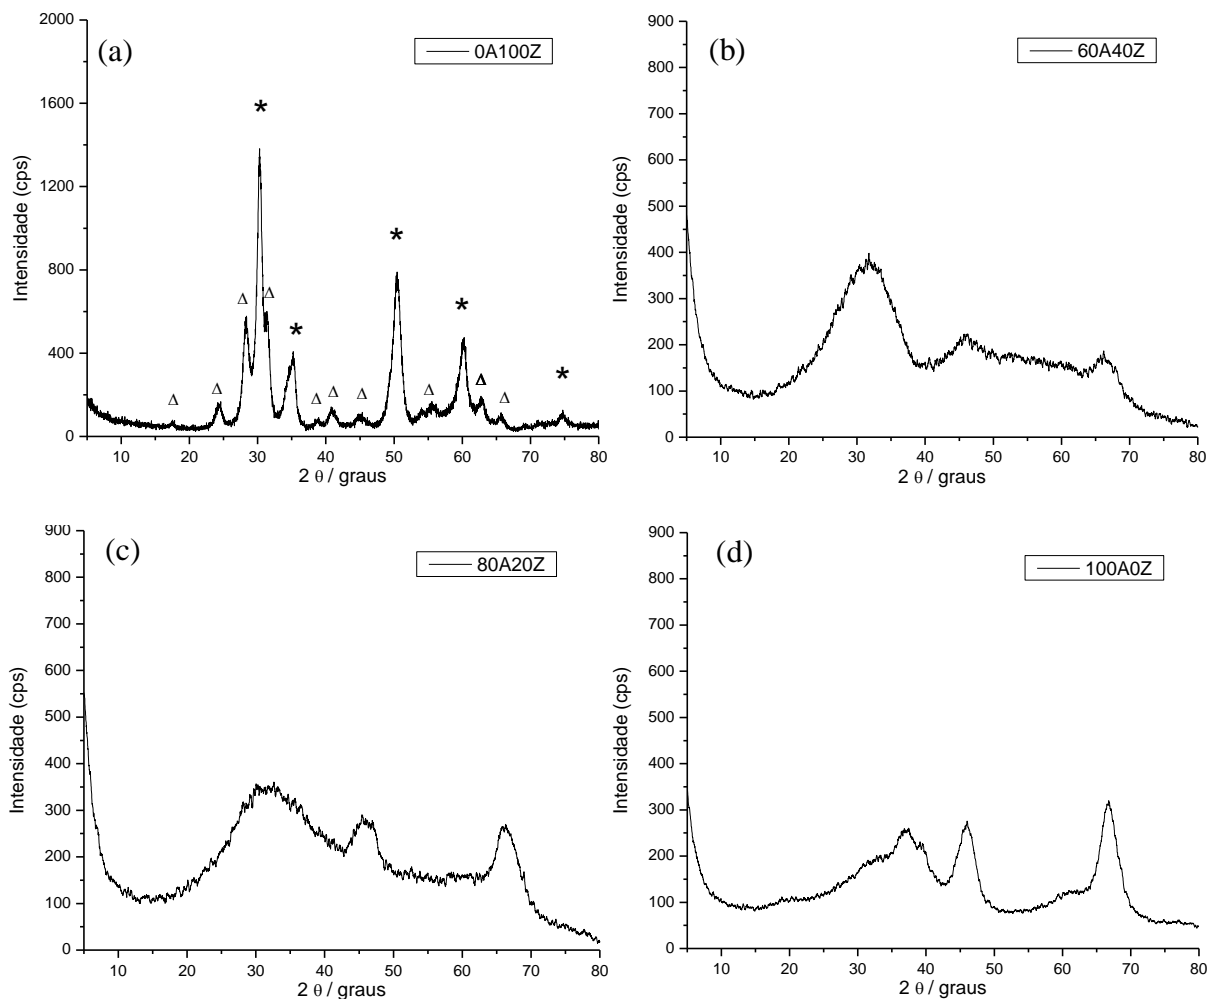 (a)
0A100Z
*
*
*
*
*
Δ
Δ
Δ
Δ
Δ
Δ
Δ
Δ
Δ
Δ
2000
1600
1200
800
400
0
Intensidade (cps)
10 20 30 40 50 60 70 80
2 θ / graus
(b)
60A40Z
900
800
700
600
500
400
300
200
100
0
Intensidade (cps)
10 20 30 40 50 60 70 80
2 θ / graus
(c)
80A20Z
900
800
700
600
500
400
300
200
100
0
Intensidade (cps)
10 20 30 40 50 60 70 80
2 θ / graus
(d)
100A0Z
900
800
700
600
500
400
300
200
100
0
Intensidade (cps)
10 20 30 40 50 60 70 80
2 θ / graus